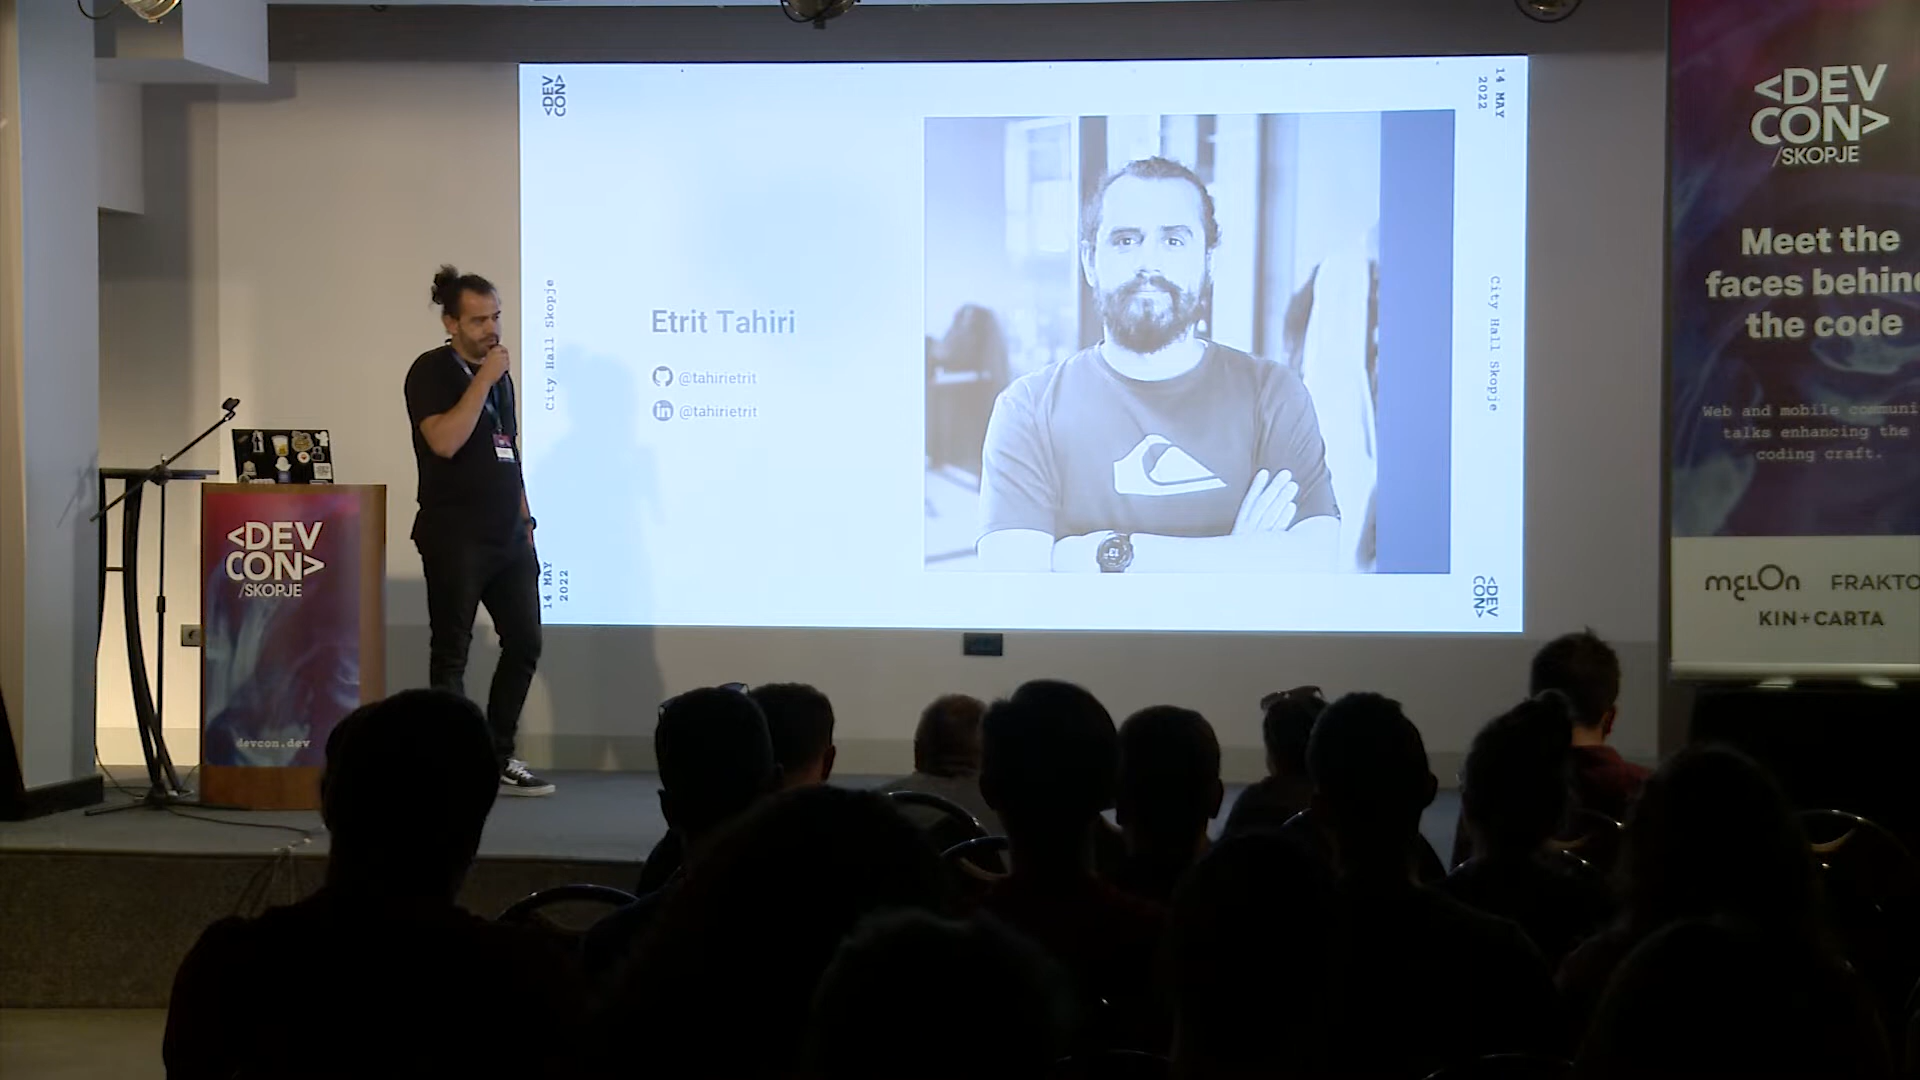 <DEV
CON>
14 MAY
2022
City Hall Skopje
Etrit Tahiri
@tahirietrit
in @tahirietrit
City Hall Skopje
14 MAY
2022
<DEV
CON>
<DEV
CON>
/SKOPJE
devcon.dev
<DEV
CON>
/SKOPJE
Meet the
faces behin
the code
Web and mobile communi
talks enhancing the
coding craft.
melon FRAKTO
KIN+CARTA